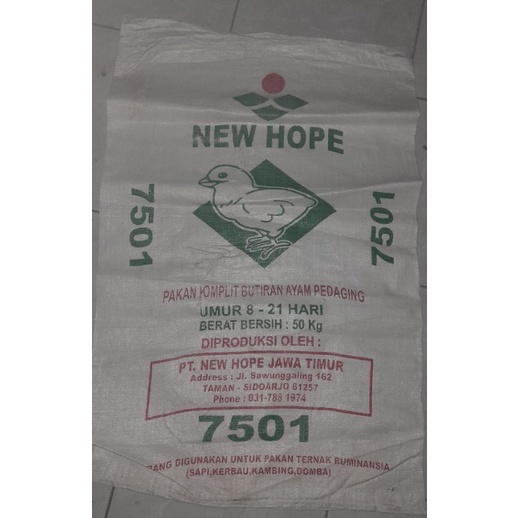 NEW HOPE
7501
7501
PAKAN KOMPLIT BUTIRAN AYAM PEDAGING
UMUR 8 - 21 HARI
BERAT BERSIH : 50 Kg
DIPRODUKSI OLEH :
PT. NEW HOPE JAWA TIMUR
Address : Jl. Sawunggaling 162
TAMAN - SIDOARJO 61257
Phone : 031-788 1974
7501
DIGUNAKAN UNTUK PAKAN TERNAK RUMINANSIA
(SAPI,KERBAU,KAMBING,DOMBA)